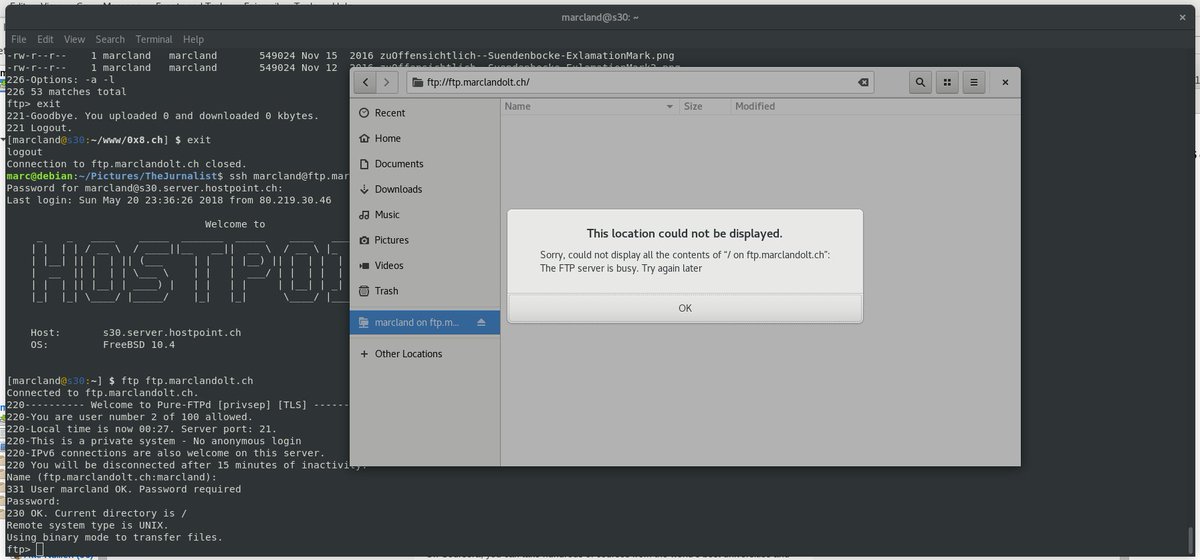 marcland@s30: ~
File Edit View Search Terminal Help
-rw-r--r-- 1 marcland marcland 549024 Nov 15 2016 zuOffensichtlich--Suendenbocke-ExlamationMark.png
-rw-r--r-- 1 marcland marcland 549024 Nov 12 2016
226-Options: -a -l
226 53 matches total
ftp> exit
221-Goodbye. You uploaded 0 and downloaded 0 kbytes.
221 Logout.
[marcland@s30:~/www/0x8.ch] $ exit
logout
Connection to ftp.marclandolt.ch closed.
marc@debian:~/Pictures/TheJurnalist$ ssh marcland@ftp.mar
Password for marcland@s30.server.hostpoint.ch:
Last login: Sun May 20 23:36:26 2018 from 80.219.30.46
Welcome to
HOSTPO
Host: s30.server.hostpoint.ch
OS: FreeBSD 10.4
[marcland@s30:~] $ ftp ftp.marclandolt.ch
Connected to ftp.marclandolt.ch.
220---------- Welcome to Pure-FTPd [privsep] [TLS] ------
220-You are user number 2 of 100 allowed.
220-Local time is now 00:27. Server port: 21.
220-This is a private system - No anonymous login
220-IPv6 connections are also welcome on this server.
220 You will be disconnected after 15 minutes of inactivity.
Name (ftp.marclandolt.ch:marcland):
331 User marcland OK. Password required
Password:
230 OK. Current directory is /
Remote system type is UNIX.
Using binary mode to transfer files.
ftp>
ftp://ftp.marclandolt.ch/
Name Size Modified
Recent
Home
Documents
Downloads
Music
Pictures
Videos
Trash
marcland on ftp.m...
+ Other Locations
This location could not be displayed.
Sorry, could not display all the contents of "/ on ftp.marclandolt.ch":
The FTP server is busy. Try again later
OK